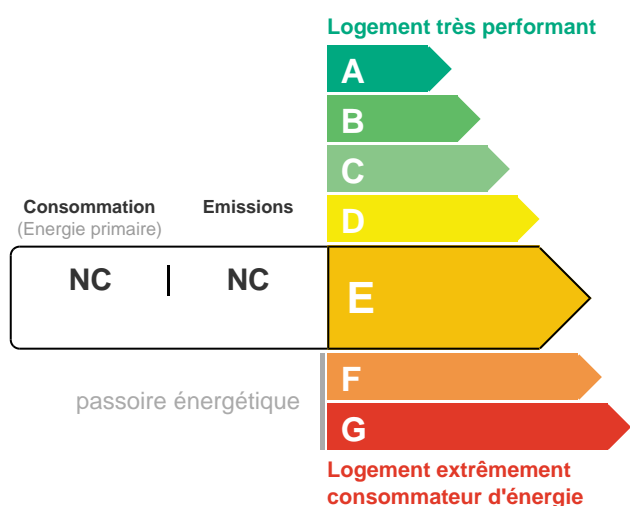 Logement très performant
A
B
C
Consommation Emissions
(Energie primaire)
D
NC | NC
E
F
passoire énergétique
G
Logement extrêmement
consommateur d'énergie